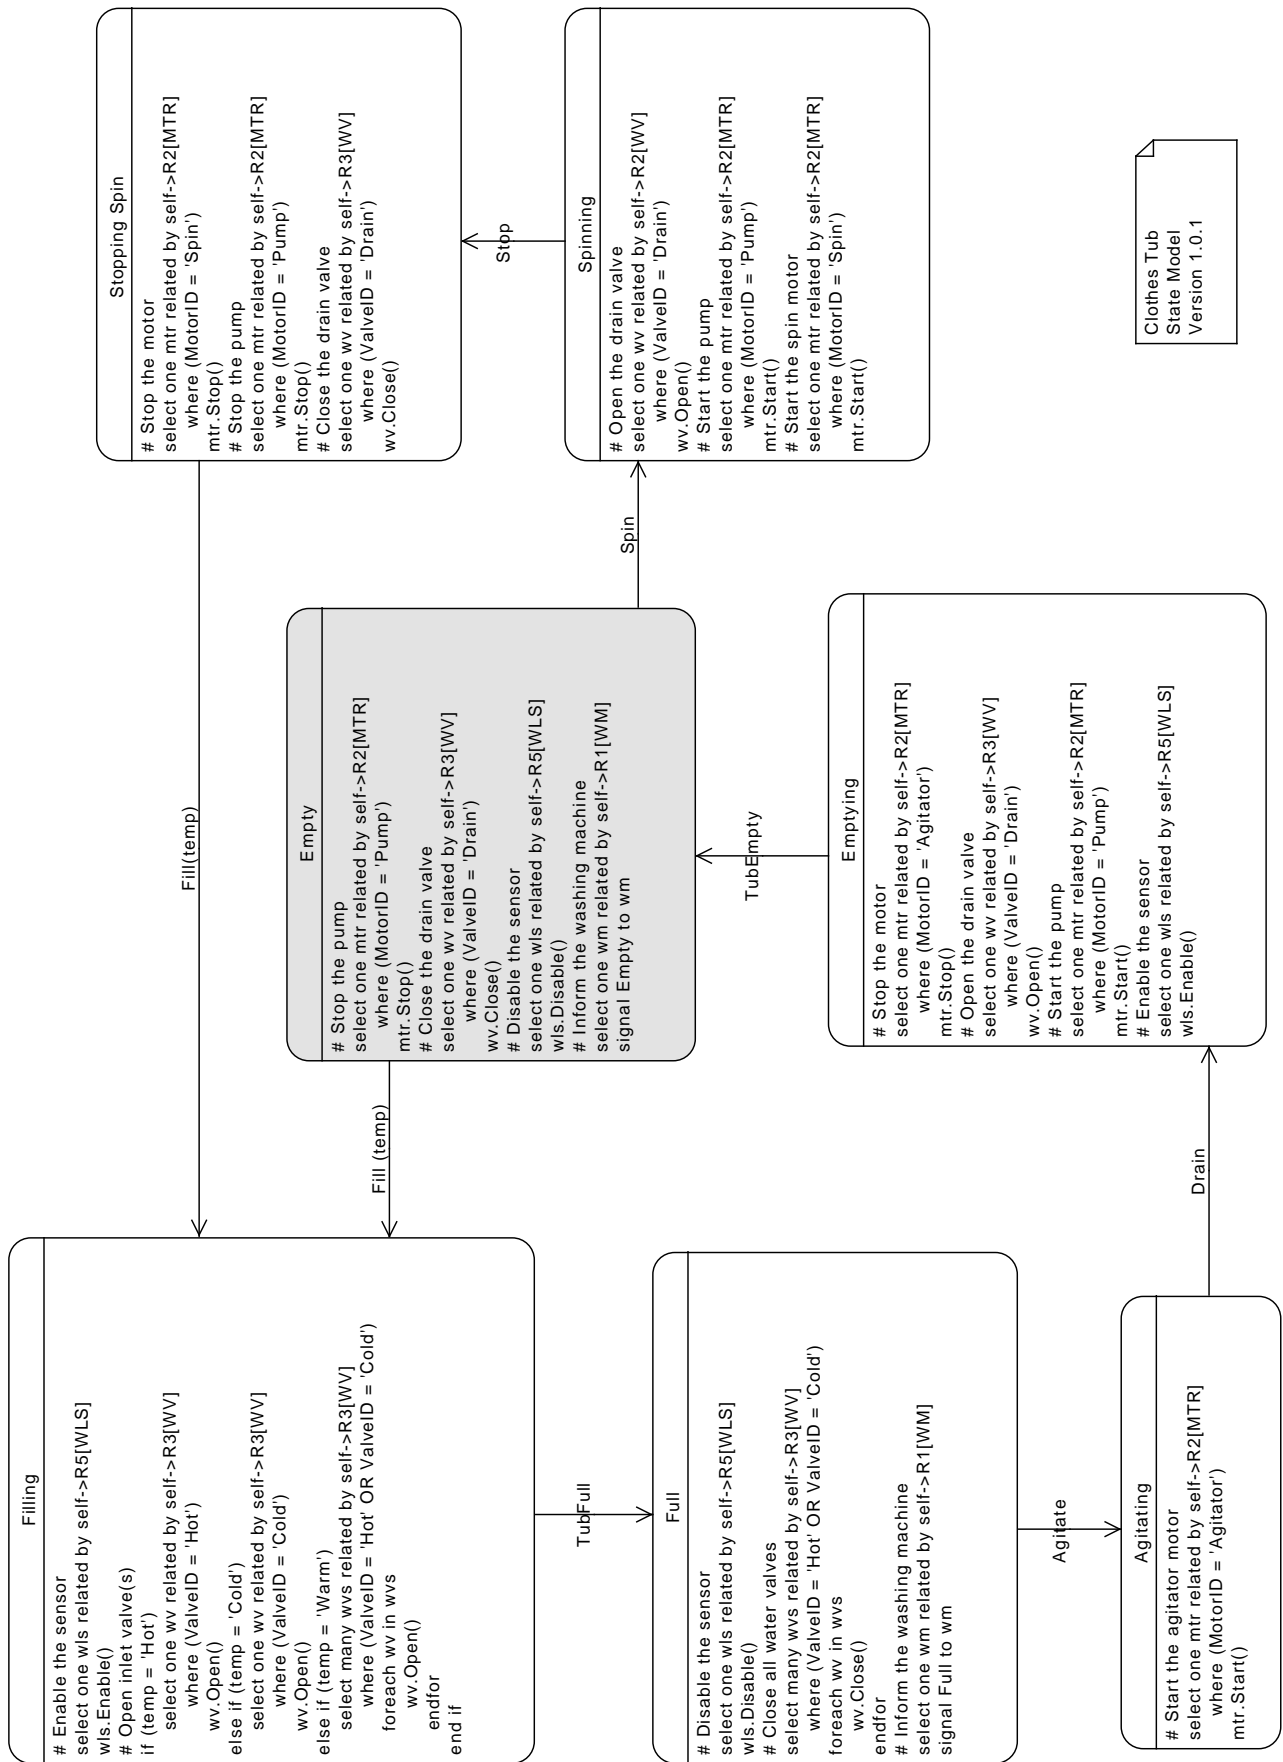 Filling
# Enable the sensor
select one wls related by self->R5[WLS]
wls.Enable()
# Open inlet valve(s)
if (temp = 'Hot')
select one wv related by self->R3[WV]
where (ValveID = 'Hot')
wv.Open()
else if (temp = 'Cold')
select one wv related by self->R3[WV]
where (ValveID = 'Cold')
wv.Open()
else if (temp = 'Warm')
select many wvs related by self->R3[WV]
where (ValveID = 'Hot' OR ValveID = 'Cold')
foreach wv in wvs
wv.Open()
endfor
end if
Fill(temp)
Fill (temp)
Stopping Spin
# Stop the motor
select one mtr related by self->R2[MTR]
where (MotorID = 'Spin')
mtr.Stop()
# Stop the pump
select one mtr related by self->R2[MTR]
where (MotorID = 'Pump')
mtr.Stop()
# Close the drain valve
select one wv related by self->R3[WV]
where (ValveID = 'Drain')
wv.Close()
Empty
# Stop the pump
select one mtr related by self->R2[MTR]
where (MotorID = 'Pump')
mtr.Stop()
# Close the drain valve
select one wv related by self->R3[WV]
where (ValveID = 'Drain')
wv.Close()
# Disable the sensor
select one wls related by self->R5[WLS]
wls.Disable()
# Inform the washing machine
select one wm related by self->R1[WM]
signal Empty to wm
Stop
Spin
TubFull
TubEmpty
Full
# Disable the sensor
select one wls related by self->R5[WLS]
wls.Disable()
# Close all water valves
select many wvs related by self->R3[WV]
where (ValveID = 'Hot' OR ValveID = 'Cold')
foreach wv in wvs
wv.Close()
endfor
# Inform the washing machine
select one wm related by self->R1[WM]
signal Full to wm
Spinning
# Open the drain valve
select one wv related by self->R2[WV]
where (ValveID = 'Drain')
wv.Open()
# Start the pump
select one mtr related by self->R2[MTR]
where (MotorID = 'Pump')
mtr.Start()
# Start the spin motor
select one mtr related by self->R2[MTR]
where (MotorID = 'Spin')
mtr.Start()
Emptying
# Stop the motor
select one mtr related by self->R2[MTR]
where (MotorID = 'Agitator')
mtr.Stop()
# Open the drain valve
select one wv related by self->R3[WV]
where (ValveID = 'Drain')
wv.Open()
# Start the pump
select one mtr related by self->R2[MTR]
where (MotorID = 'Pump')
mtr.Start()
# Enable the sensor
select one wls related by self->R5[WLS]
wls.Enable()
Agitate
Drain
Agitating
# Start the agitator motor
select one mtr related by self->R2[MTR]
where (MotorID = 'Agitator')
mtr.Start()
Clothes Tub
State Model
Version 1.0.1